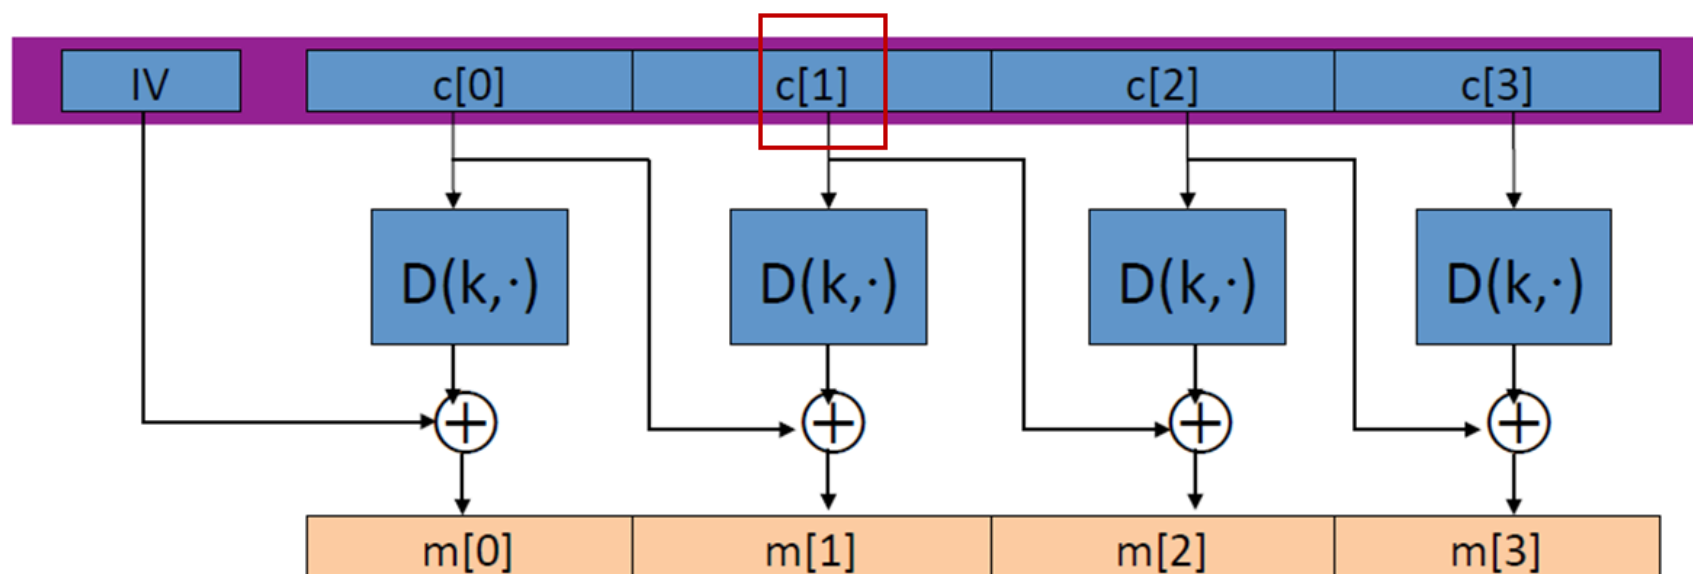 IV c[0] c[1] c[2] c[3]
D(k,·) D(k,·) D(k,·) D(k,·)
m[0] m[1] m[2] m[3]